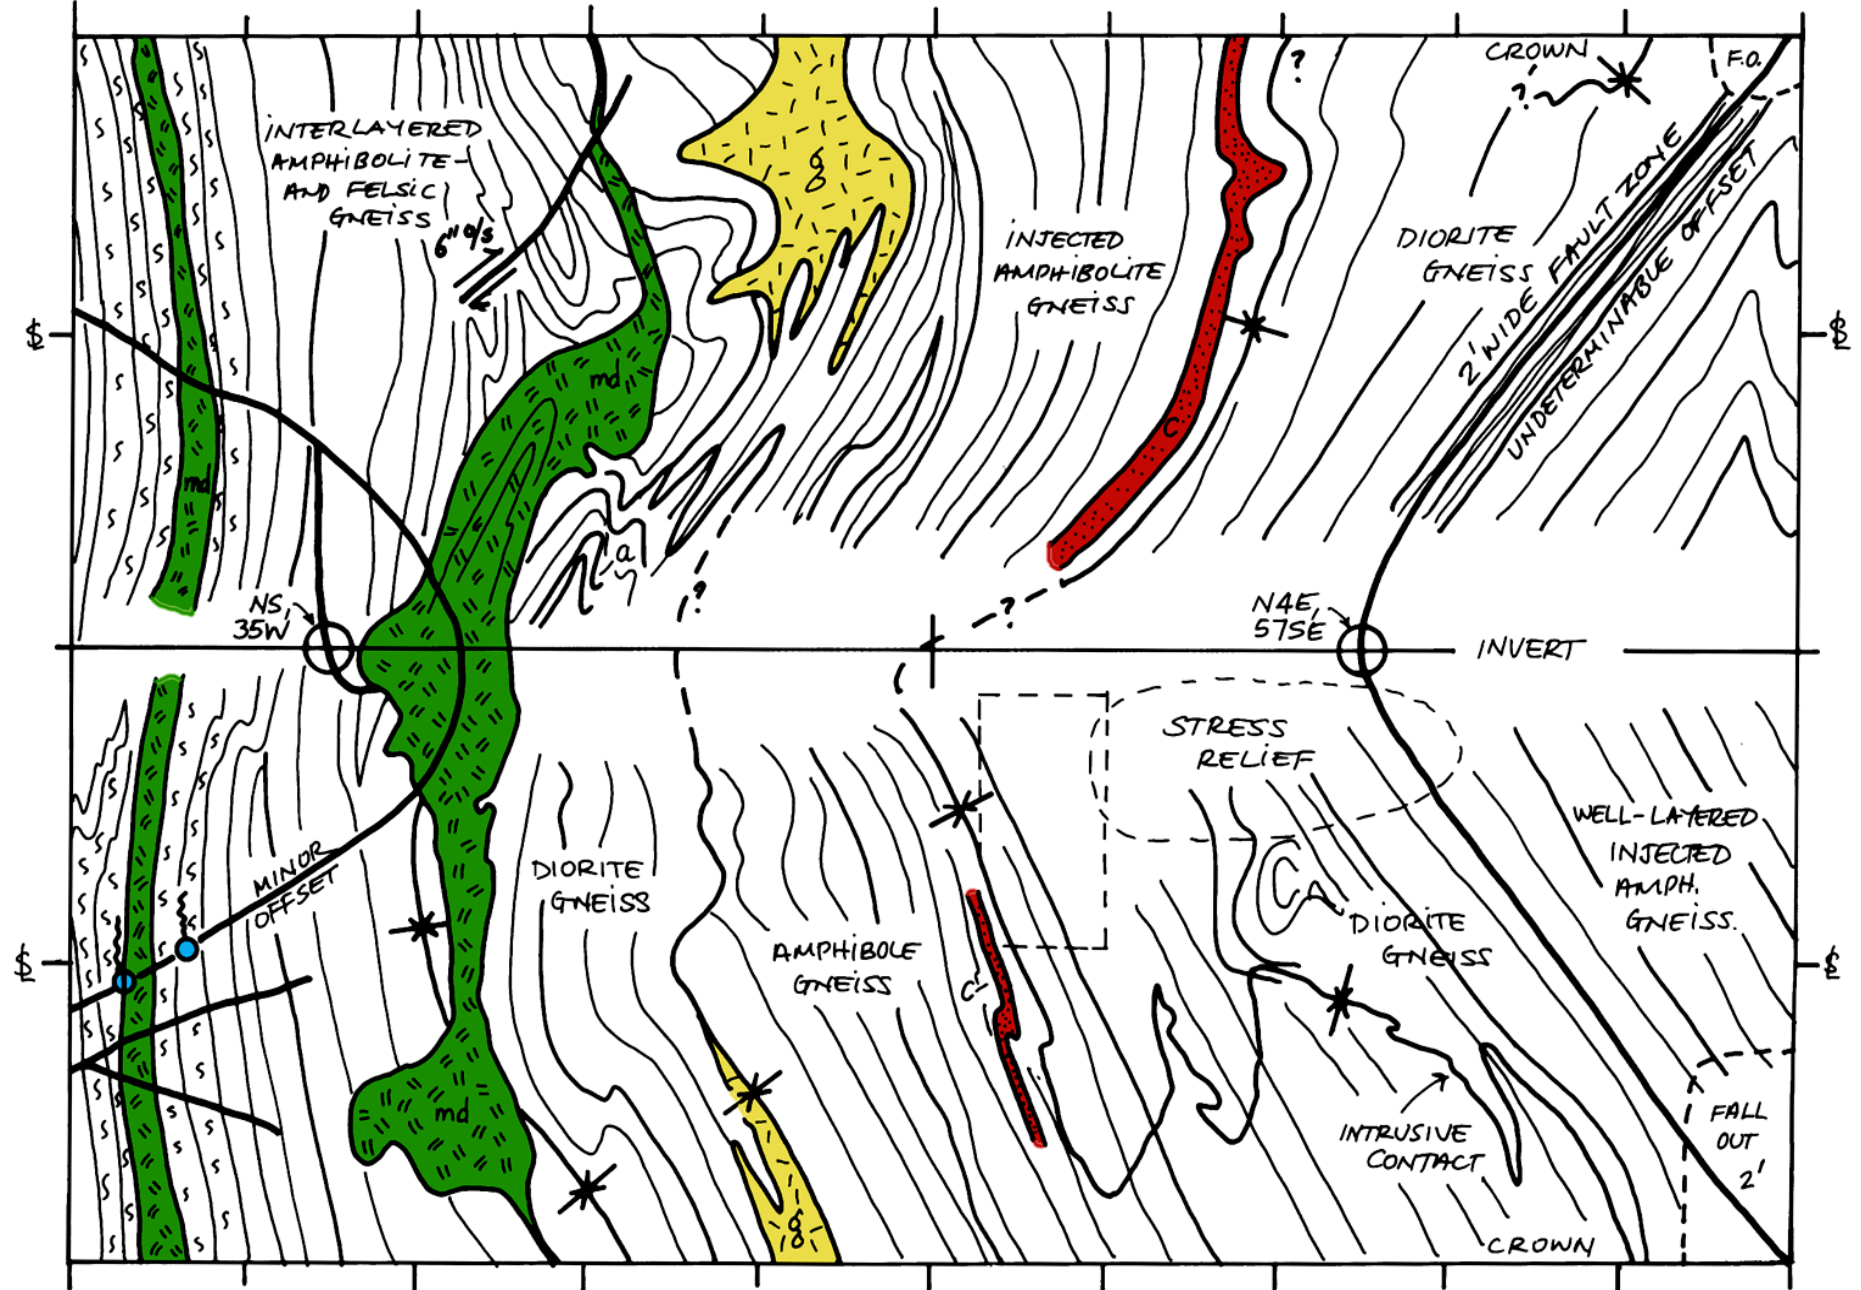 CROWN
F.O.
?
?
INTERLAYERED
AMPHIBOLITE-
AND FELSIC
GNEISS
6" O/S
g
INJECTED
AMPHIBOLITE
GNEISS
DIORITE
GNEISS
2' WIDE FAULT ZONE
UNDETERMINABLE OFFSET
md
md
c
a
?
?
NS,
35W
N4E,
57SE
INVERT
STRESS
RELIEF
MINOR
OFFSET
DIORITE
GNEISS
AMPHIBOLE
GNEISS
c
DIORITE
GNEISS
WELL-LAYERED
INJECTED
AMPH.
GNEISS.
md
g
INTRUSIVE
CONTACT
FALL
OUT
2'
CROWN